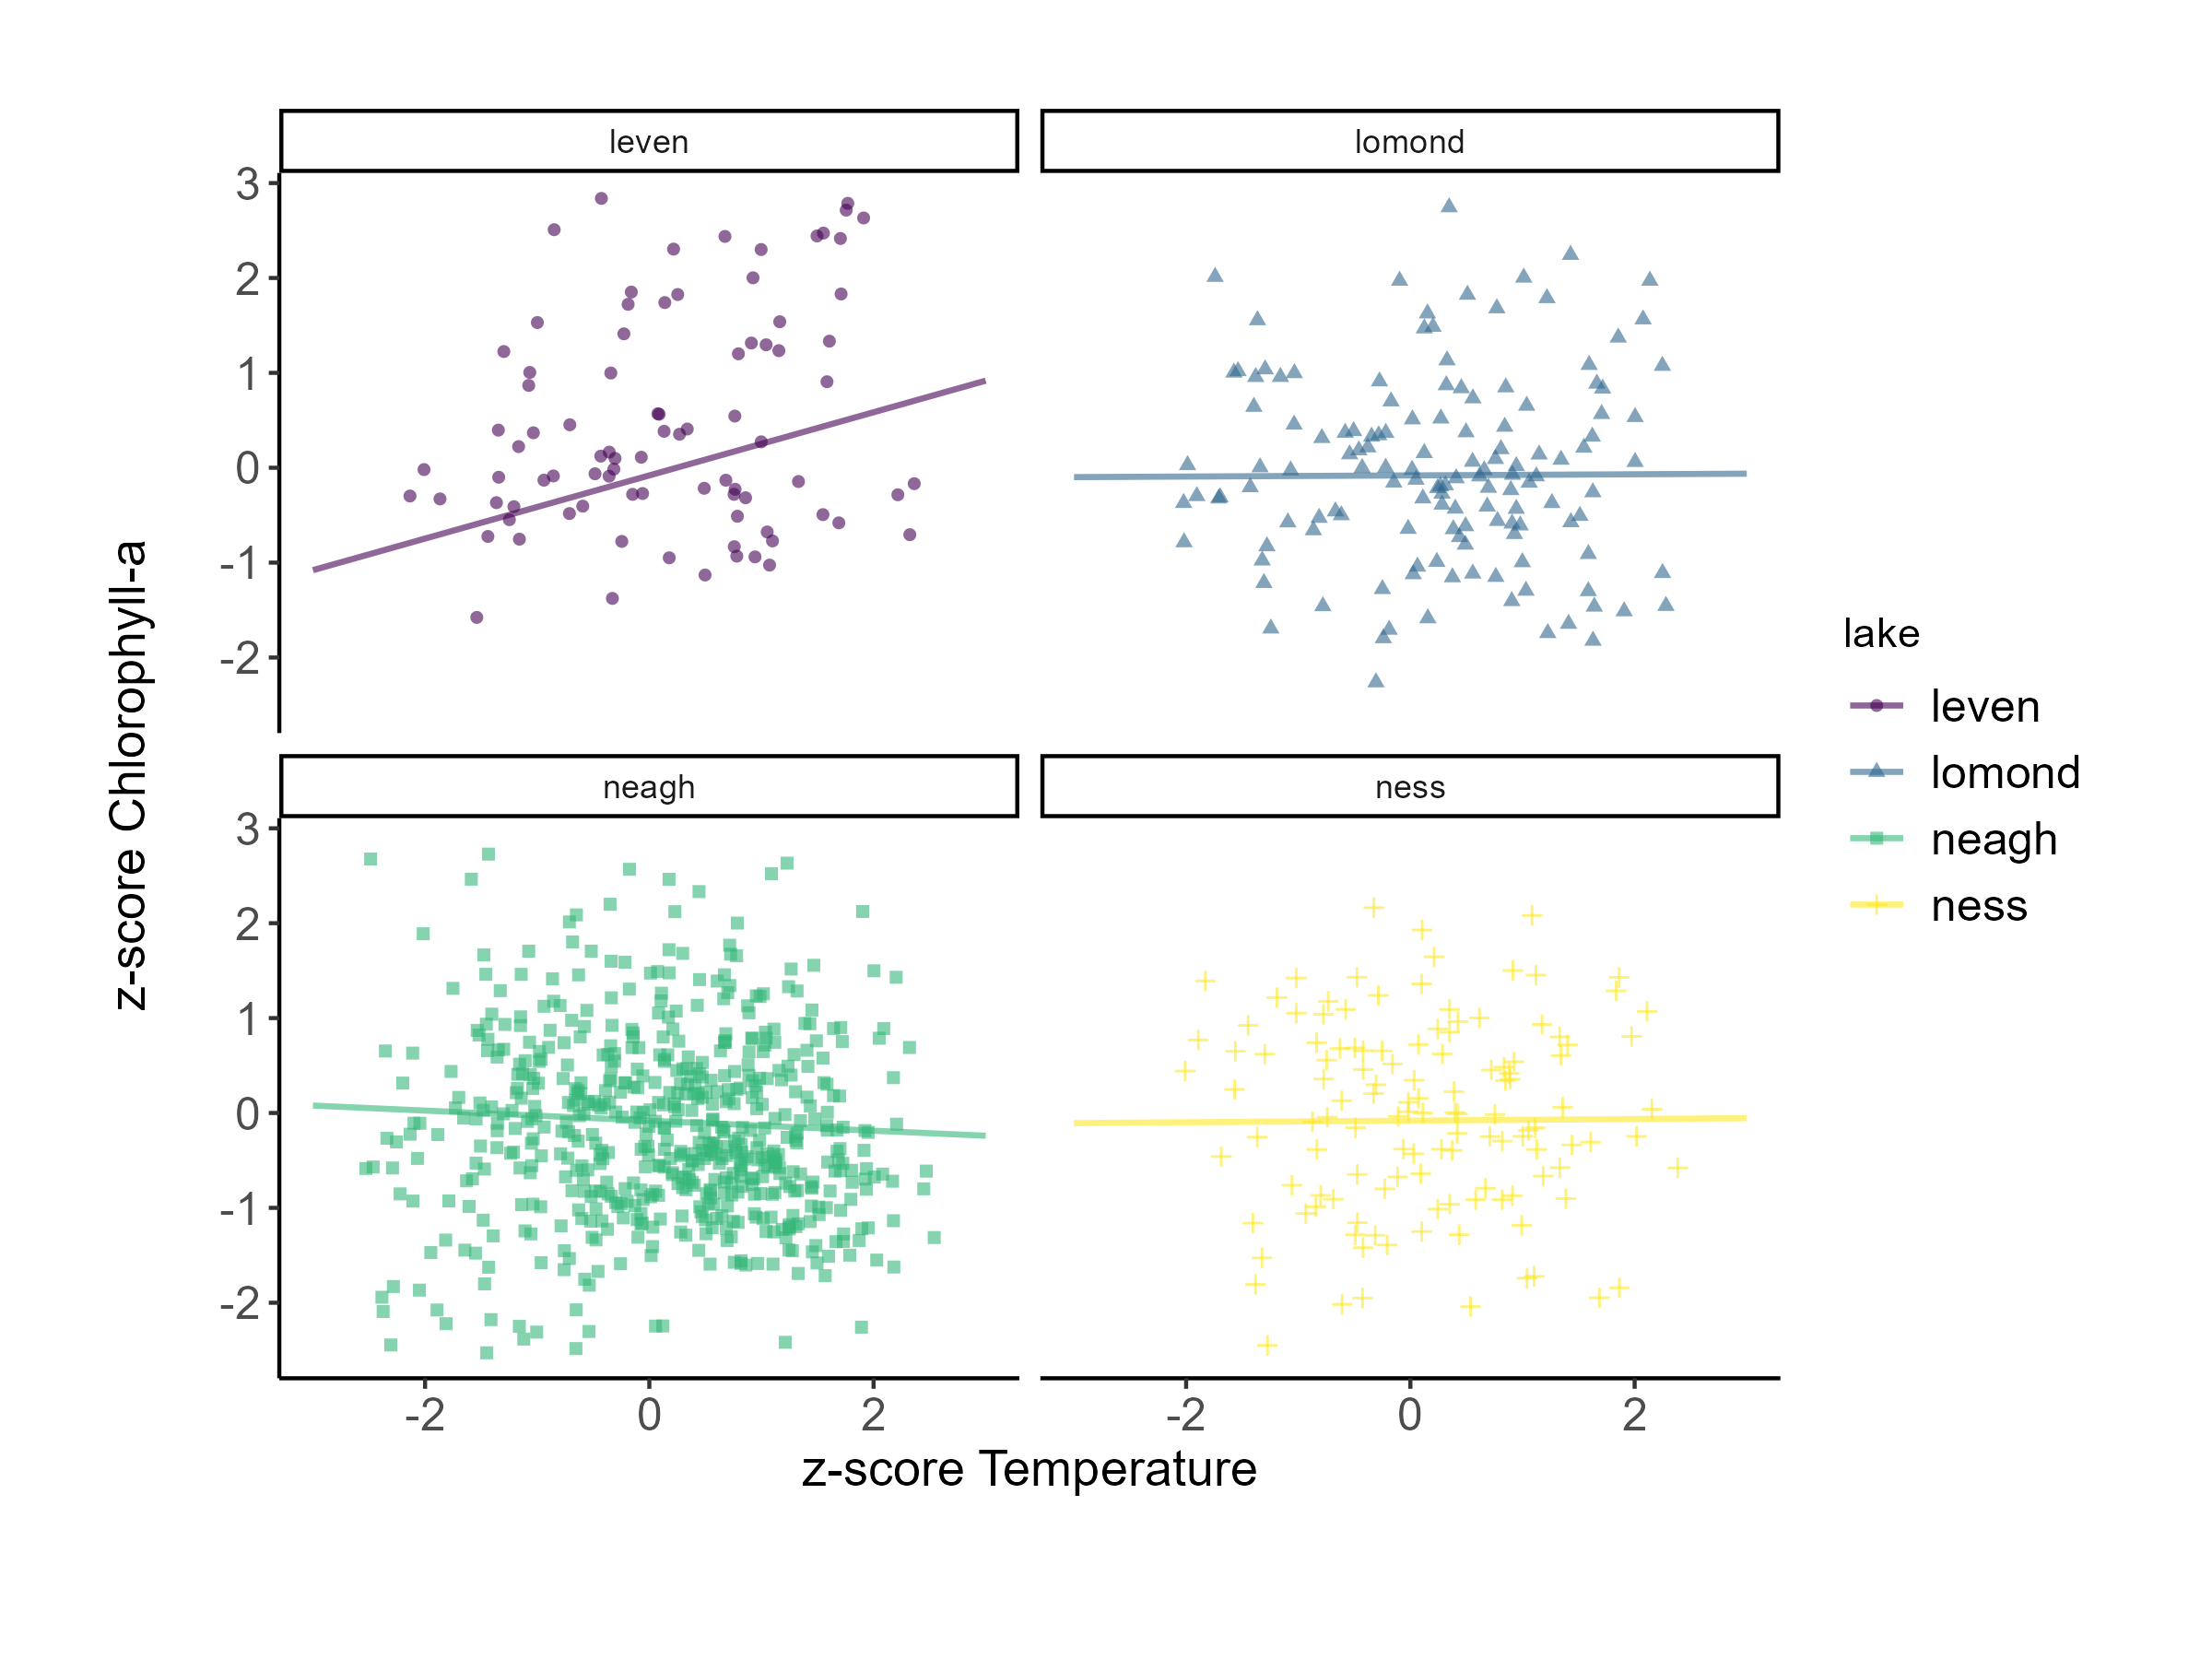 leven
lomond
3
2
1
0
-1
-2
neagh
ness
3
2
1
0
-1
-2
-2
0
2
-2
0
2
z-score Temperature
z-score Chlorophyll-a
lake
leven
lomond
neagh
ness